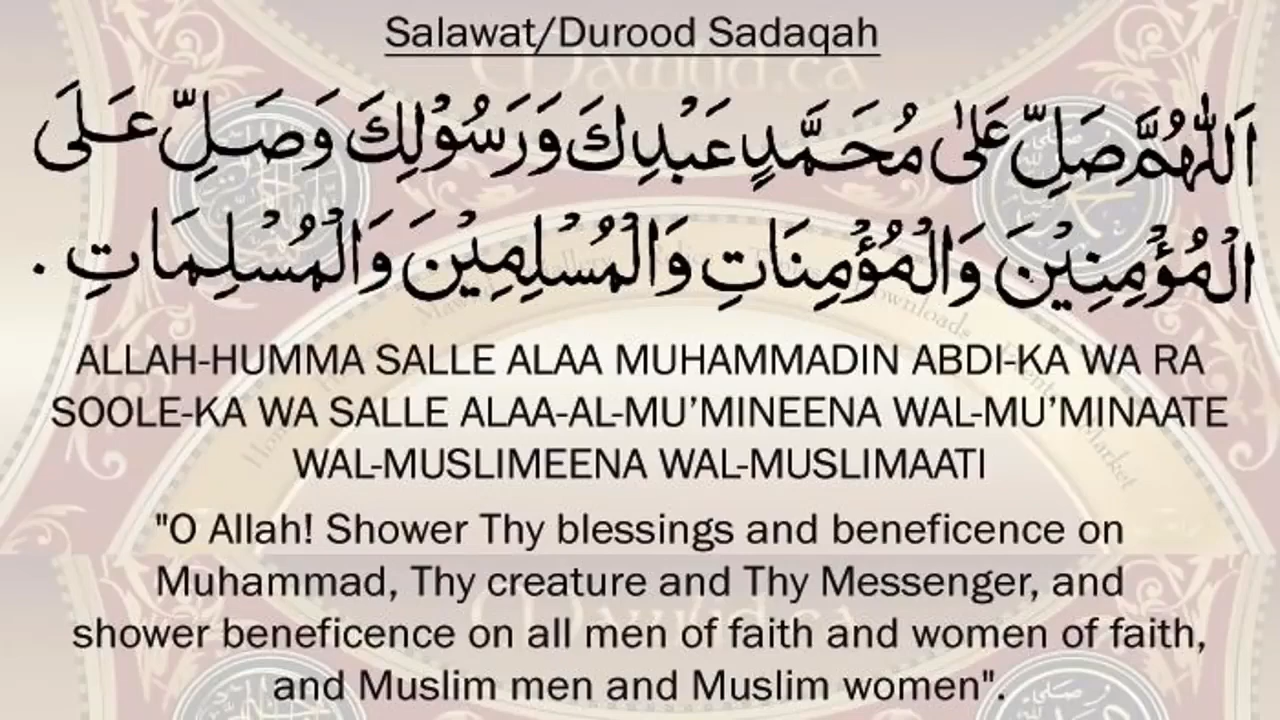 Salawat/Durood Sadaqah
اَللّٰهُمَّ صَلِّ عَلٰى مُحَمَّدٍ عَبْدِكَ وَرَسُوْلِكَ وَصَلِّ عَلَى
الْمُؤْمِنِيْنَ وَالْمُؤْمِنَاتِ وَالْمُسْلِمِيْنَ وَالْمُسْلِمَاتِ .
ALLAH-HUMMA SALLE ALAA MUHAMMADIN ABDI-KA WA RA
SOOLE-KA WA SALLE ALAA-AL-MU’MINEENA WAL-MU’MINAATE
WAL-MUSLIMEENA WAL-MUSLIMAATI
"O Allah! Shower Thy blessings and beneficence on
Muhammad, Thy creature and Thy Messenger, and
shower beneficence on all men of faith and women of faith,
and Muslim men and Muslim women".